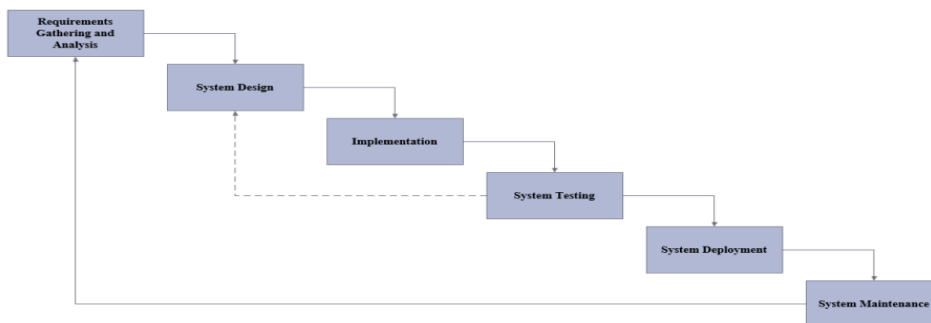 Requirements
Gathering and
Analysis
System Design
Implementation
System Testing
System Deployment
System Maintenance